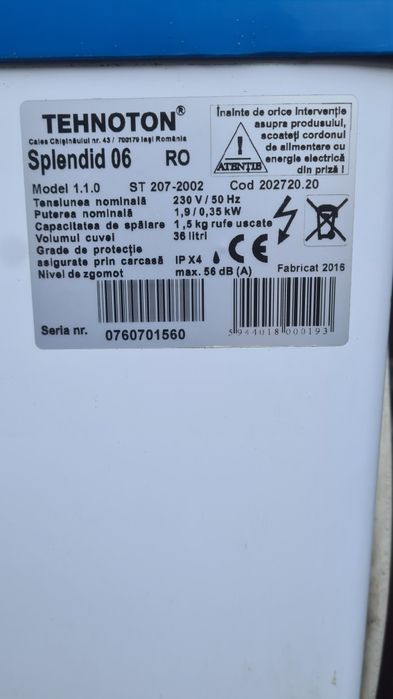 TEHNOTON®
Calea Chişinăului nr. 43 / 700179 Iaşi România
Splendid 06 RO
Înainte de orice intervenţie
asupra produsului,
scoateţi cordonul
de alimentare cu
energie electrică
din priză !
ATENŢIE
Model 1.1.0 ST 207-2002 Cod 202720.20
Tensiunea nominală 230 V / 50 Hz
Puterea nominală 1,9 / 0,35 kW
Capacitatea de spălare 1,5 kg rufe uscate
Volumul cuvei 36 litri
Grade de protecţie
asigurate prin carcasă IP X4 CE
Nivel de zgomot max. 56 dB (A) Fabricat 2016
Seria nr. 0760701560
5 944018 000193